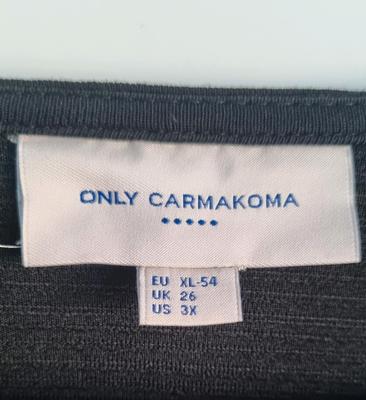 ONLY CARMAKOMA
EU XL-54
UK 26
US 3X